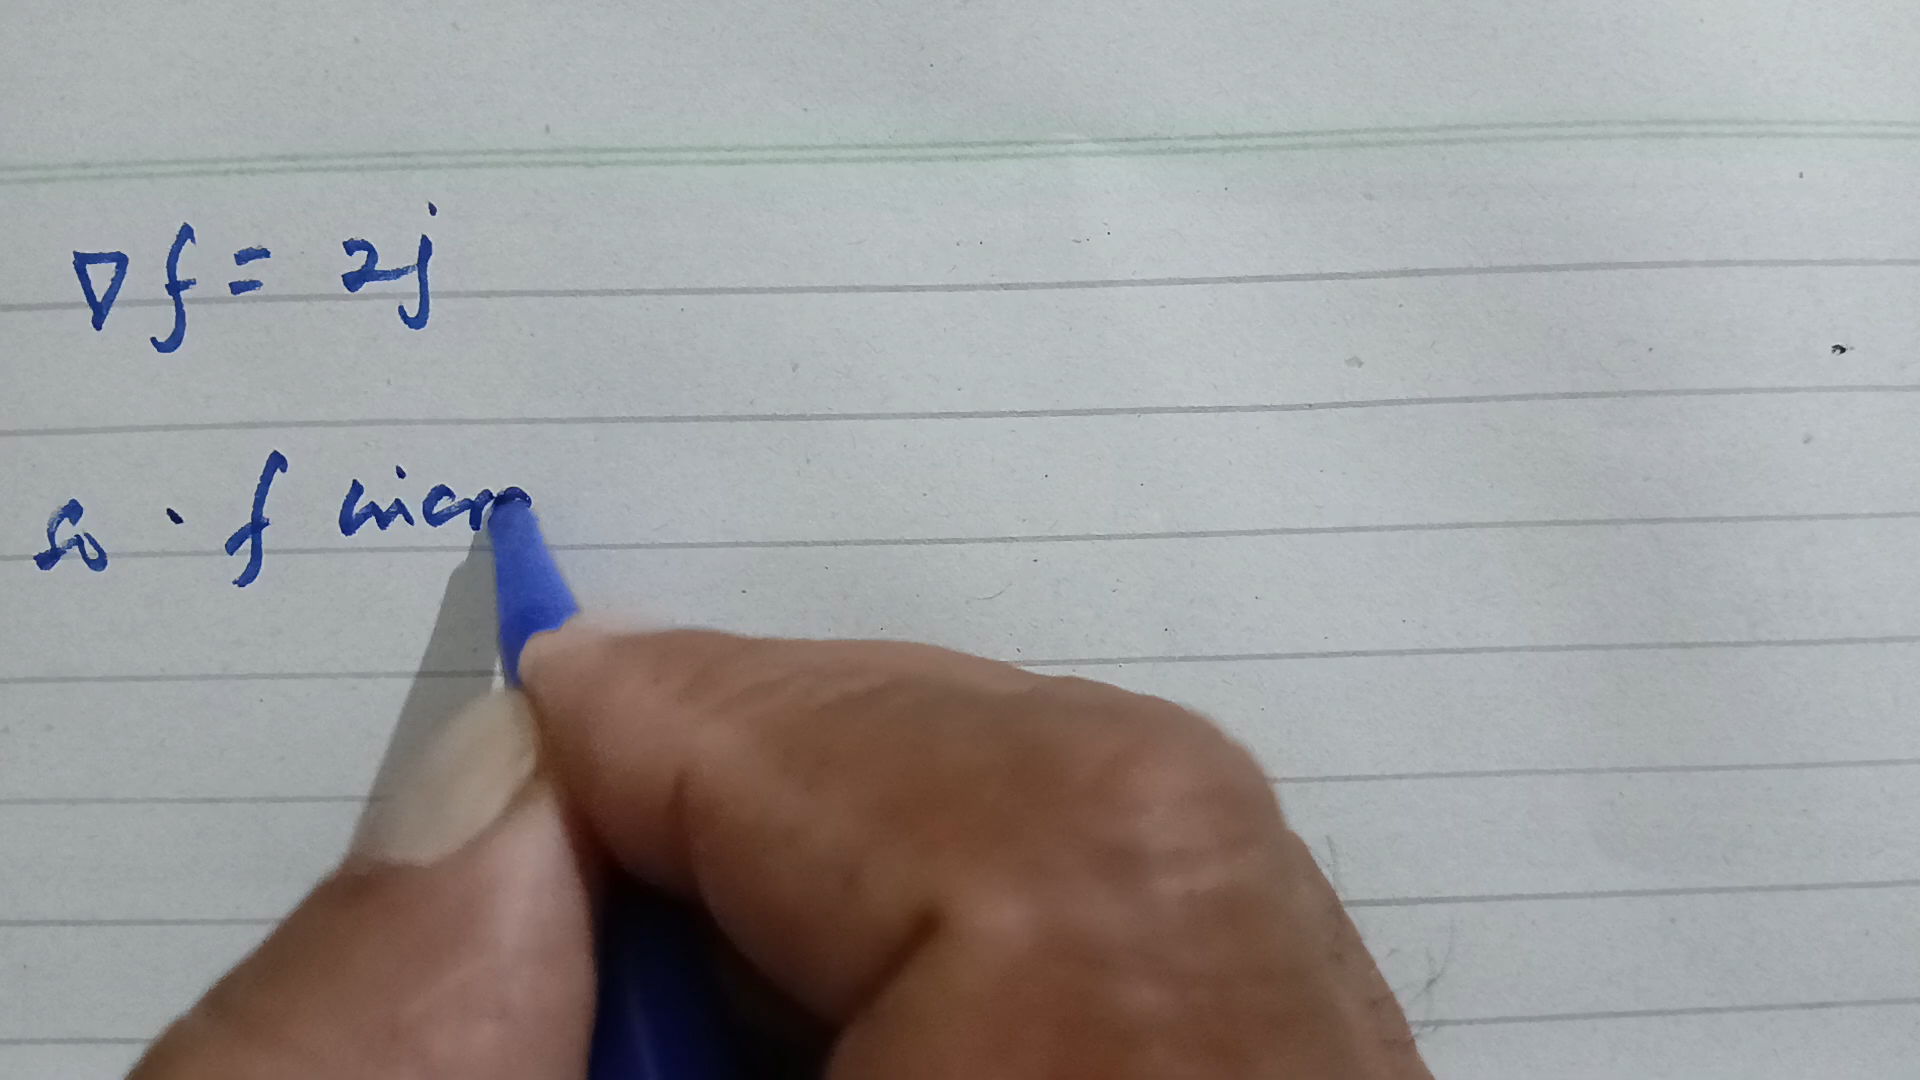 ∇f = 2j
so f incr